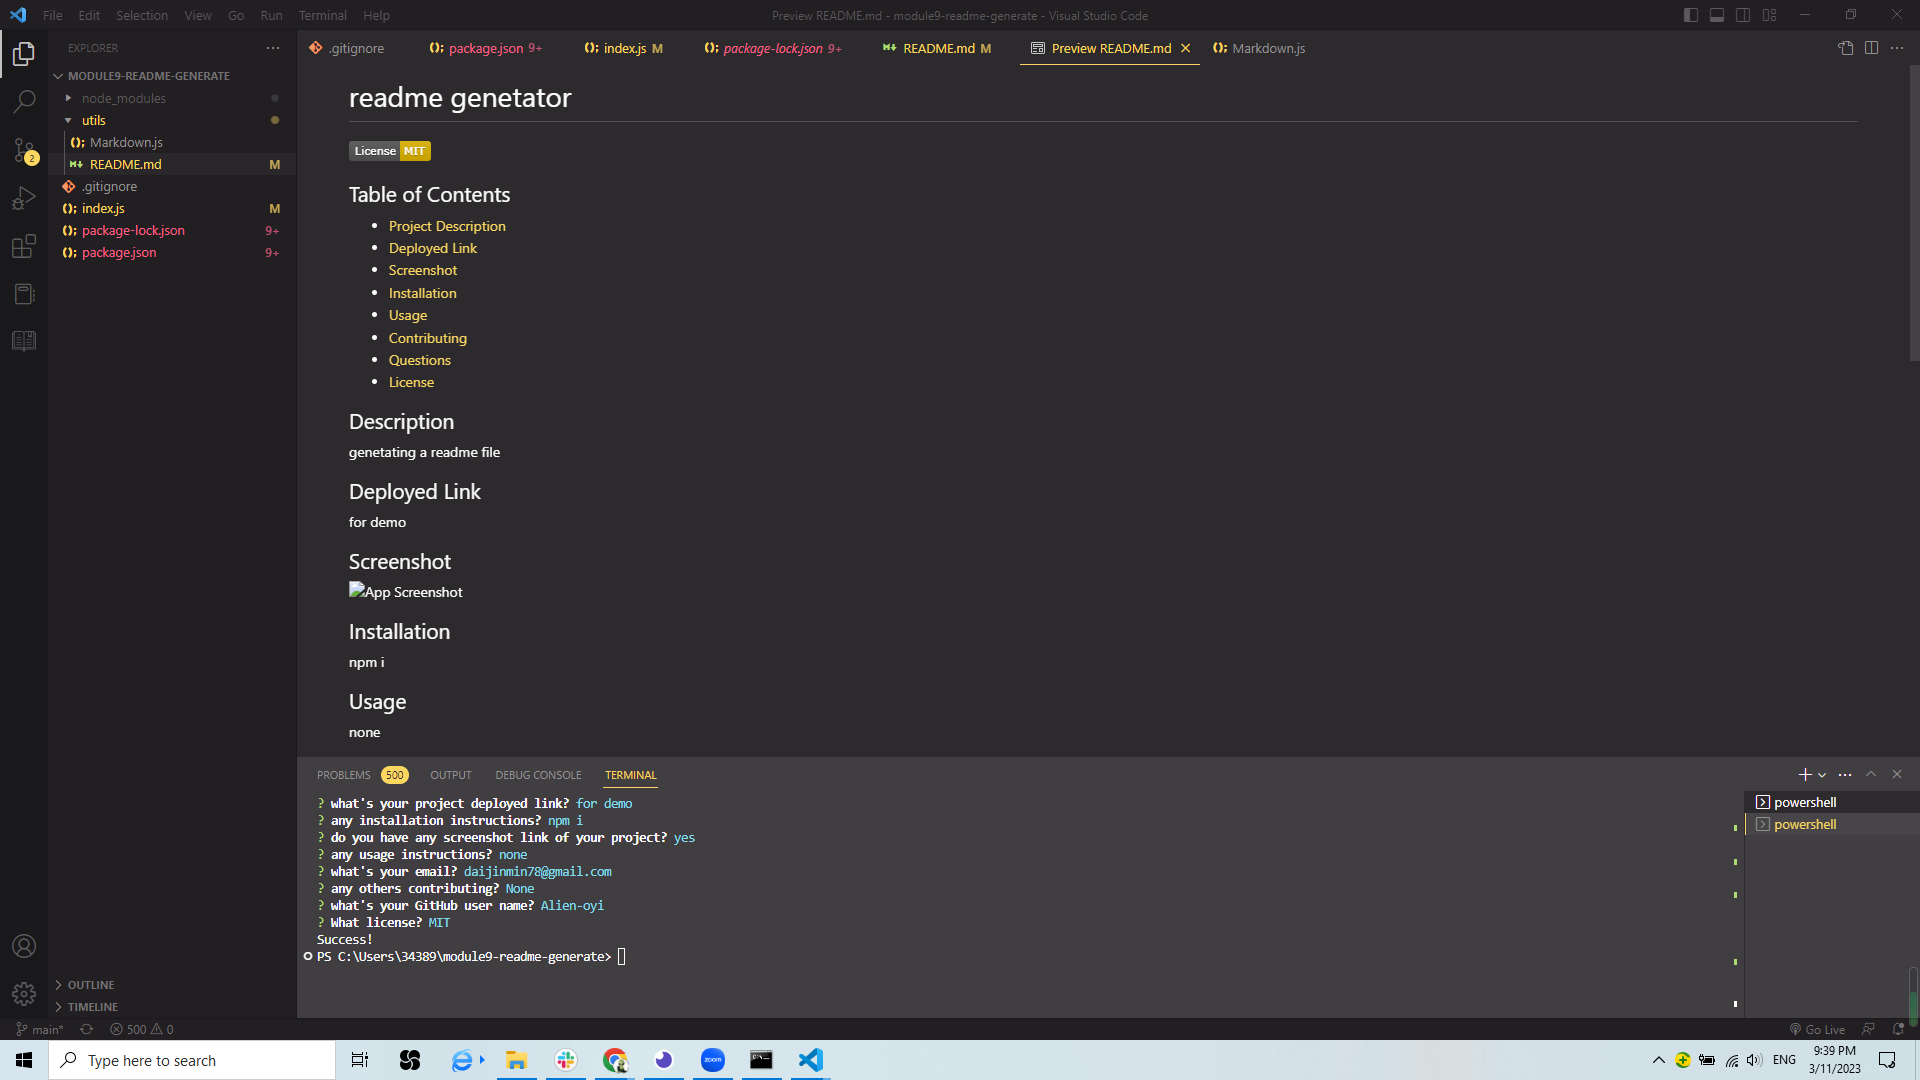 File Edit Selection View Go Run Terminal Help
Preview README.md - module9-readme-generate - Visual Studio Code
EXPLORER
.gitignore
package.json 9+
index.js M
package-lock.json 9+
README.md M
Preview README.md
Markdown.js
MODULE9-README-GENERATE
node_modules
utils
Markdown.js
README.md M
.gitignore
index.js M
package-lock.json 9+
package.json 9+
2
readme genetator
License MIT
Table of Contents
Project Description
Deployed Link
Screenshot
Installation
Usage
Contributing
Questions
License
Description
genetating a readme file
Deployed Link
for demo
Screenshot
App Screenshot
Installation
npm i
Usage
none
PROBLEMS 500 OUTPUT DEBUG CONSOLE TERMINAL
? what's your project deployed link? for demo
? any installation instructions? npm i
? do you have any screenshot link of your project? yes
? any usage instructions? none
? what's your email? daijinmin78@gmail.com
? any others contributing? None
? what's your GitHub user name? Alien-oyi
? What license? MIT
Success!
PS C:\Users\34389\module9-readme-generate>
powershell
powershell
OUTLINE
TIMELINE
main* 500 0
Go Live
Type here to search
zoom
ENG
9:39 PM
3/11/2023